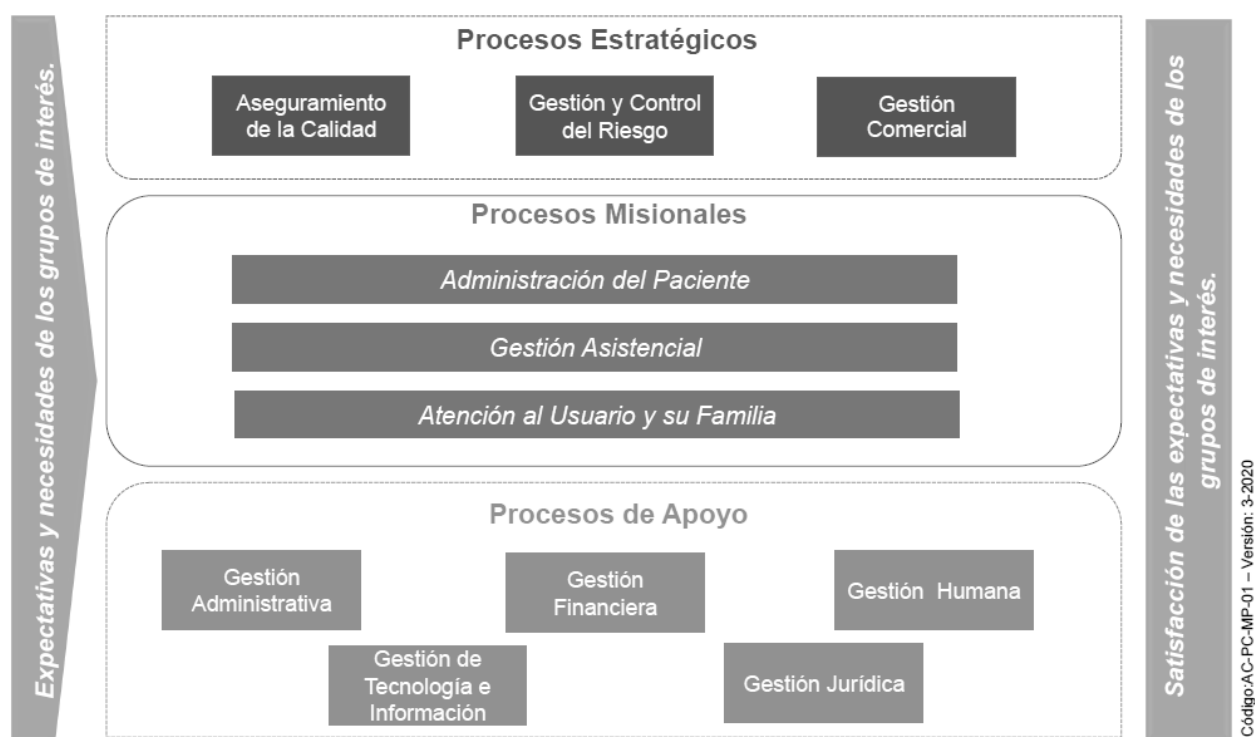 Expectativas y necesidades de los grupos de interés.
Procesos Estratégicos
Aseguramiento
de la Calidad
Gestión y Control
del Riesgo
Gestión
Comercial
Procesos Misionales
Administración del Paciente
Gestión Asistencial
Atención al Usuario y su Familia
Procesos de Apoyo
Gestión
Administrativa
Gestión
Financiera
Gestión Humana
Gestión de
Tecnología e
Información
Gestión Jurídica
Satisfacción de las expectativas y necesidades de los
grupos de interés.
Código:AC-PC-MP-01 – Versión: 3-2020